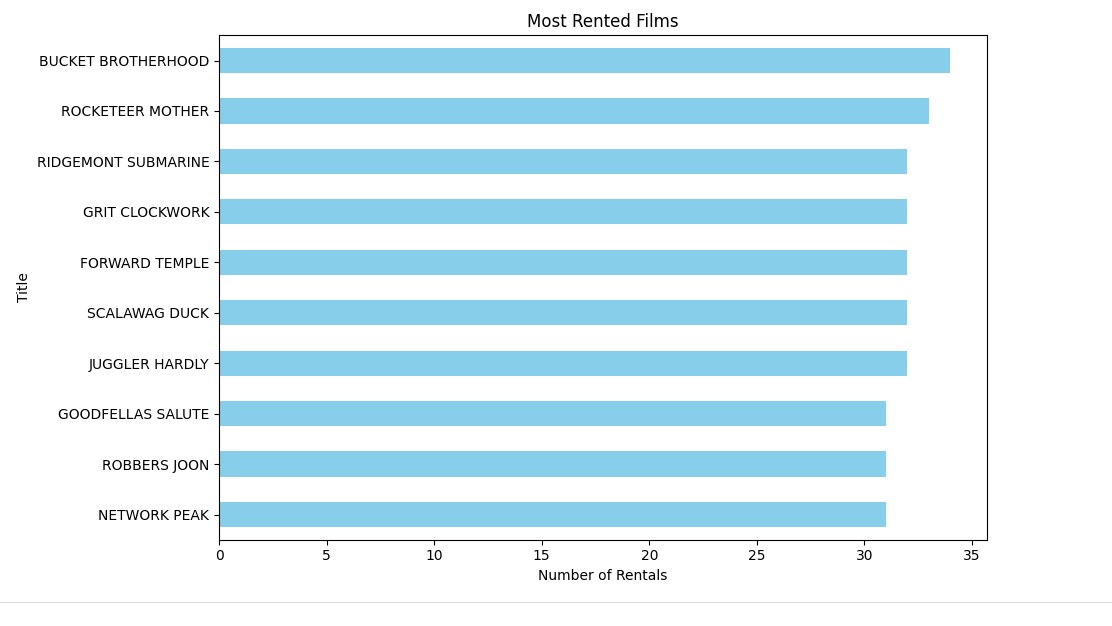 Most Rented Films
BUCKET BROTHERHOOD
ROCKETEER MOTHER
RIDGEMONT SUBMARINE
GRIT CLOCKWORK
FORWARD TEMPLE
Title
SCALAWAG DUCK
JUGGLER HARDLY
GOODFELLAS SALUTE
ROBBERS JOON
NETWORK PEAK
0 5 10 15 20 25 30 35
Number of Rentals